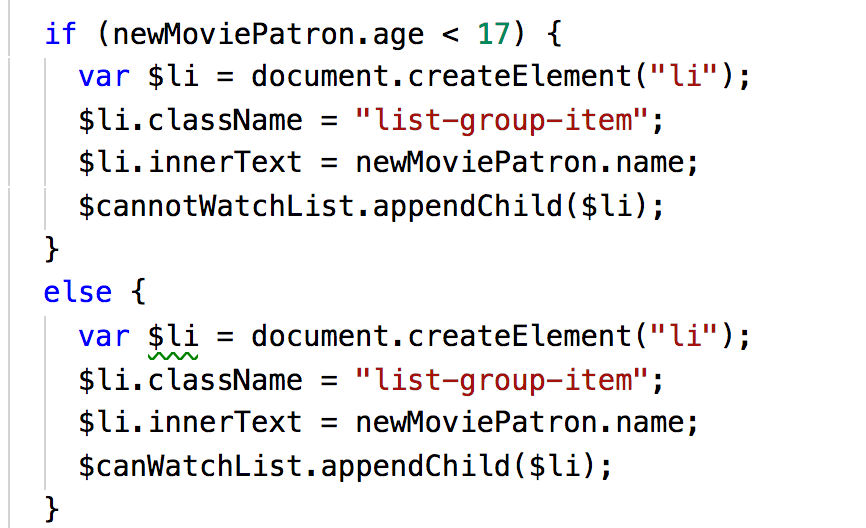 if (newMoviePatron.age < 17) {
var $li = document.createElement("li");
$li.className = "list-group-item";
$li.innerText = newMoviePatron.name;
$cannotWatchList.appendChild($li);
}
else {
var $li = document.createElement("li");
$li.className = "list-group-item";
$li.innerText = newMoviePatron.name;
$canWatchList.appendChild($li);
}